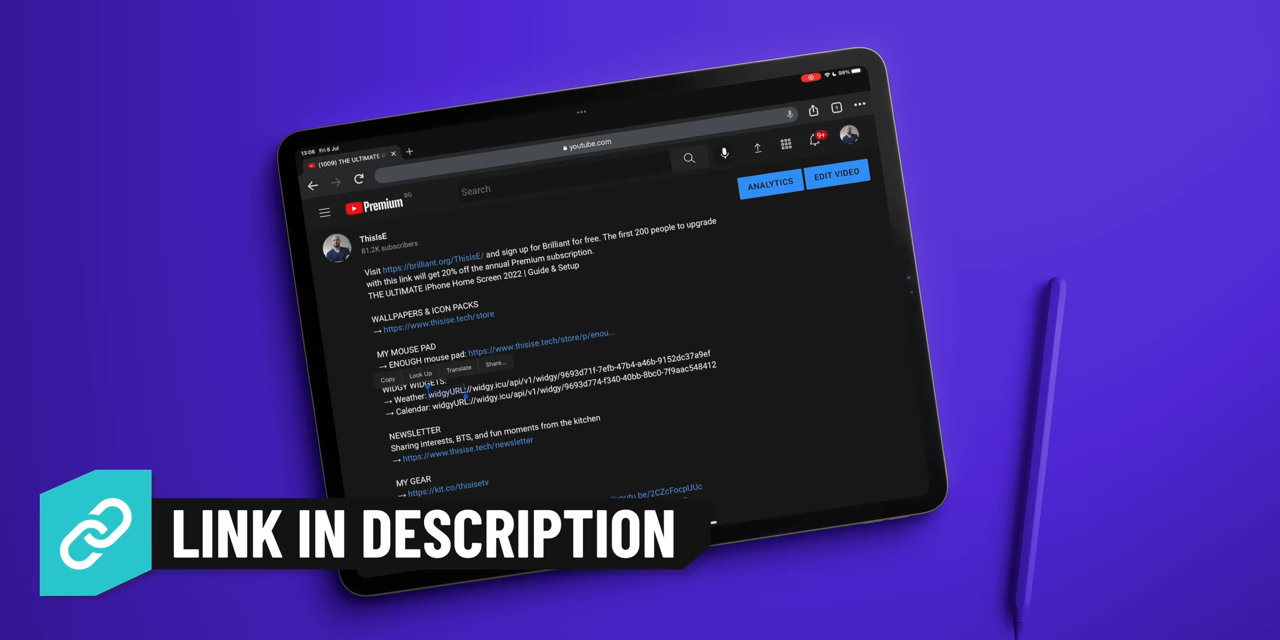 13:06 Fri 8 Jul
99%
(1009) THE ULTIMATE
youtube.com
1
Premium BG
Search
9+
ANALYTICS
EDIT VIDEO
ThisIsE
81.2K subscribers
Visit https://brilliant.org/ThisIsE/ and sign up for Brilliant for free. The first 200 people to upgrade
with this link will get 20% off the annual Premium subscription.
THE ULTIMATE iPhone Home Screen 2022 | Guide & Setup
WALLPAPERS & ICON PACKS
→ https://www.thisise.tech/store
MY MOUSE PAD
→ ENOUGH mouse pad: https://www.thisise.tech/store/p/enou...
Copy Look Up Translate Share...
WIDGY WIDGETS:
→ Weather: widgyURL://widgy.icu/api/v1/widgy/9693d71f-7efb-47b4-a46b-9152dc37a9ef
→ Calendar: widgyURL://widgy.icu/api/v1/widgy/9693d774-f340-40bb-8bc0-7f9aac548412
NEWSLETTER
Sharing interests, BTS, and fun moments from the kitchen
→ https://www.thisise.tech/newsletter
MY GEAR
→ https://kit.co/thisisetv
youtu.be/2CZcFocpUUc
LINK IN DESCRIPTION